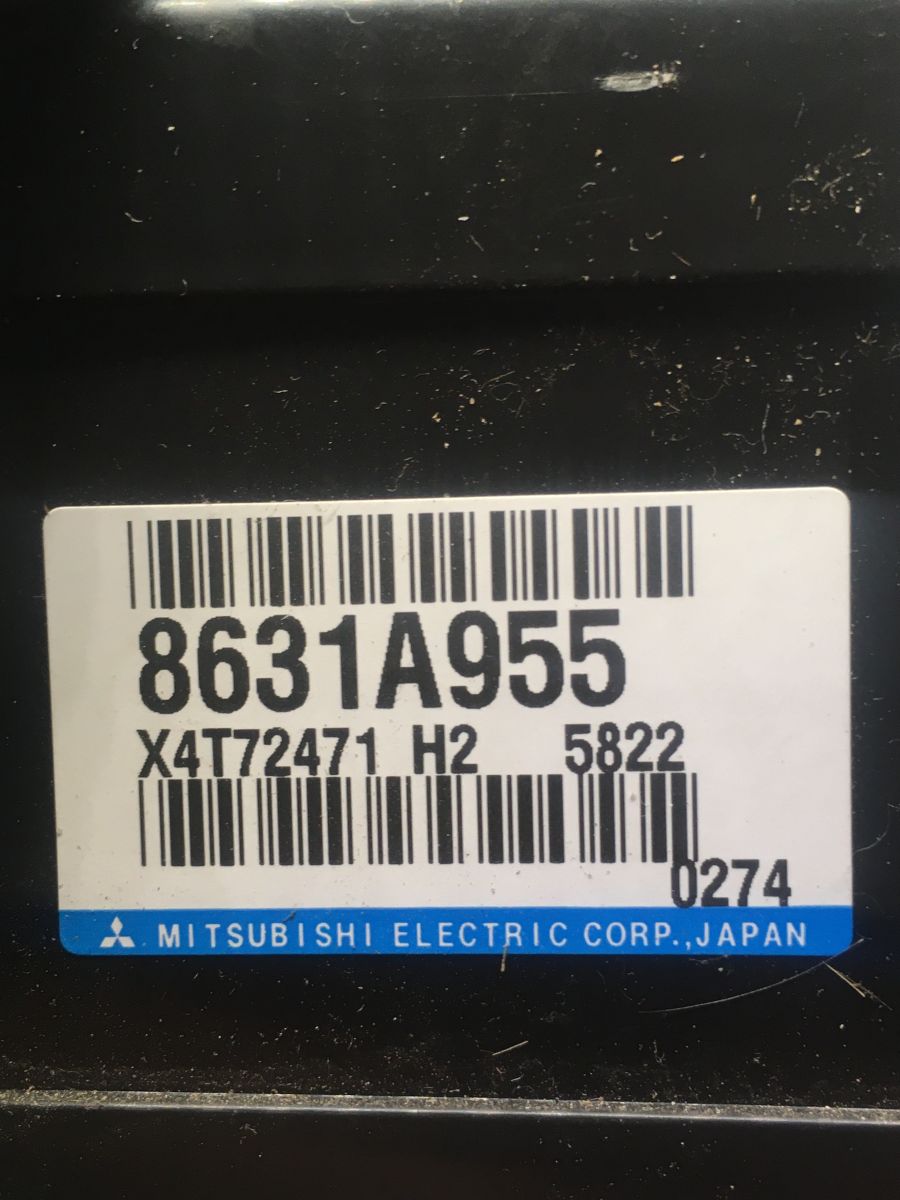 8631A955
X4T72471 H2 5822
0274
MITSUBISHI ELECTRIC CORP.,JAPAN